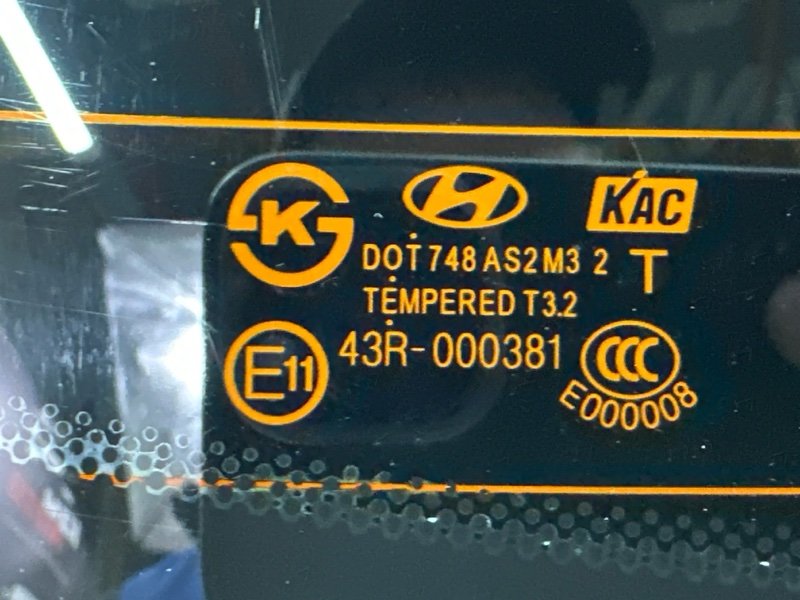 K
KAC
DOT 748 AS2 M3 2
T
TEMPERED T3.2
E11
43R-000381
CCC
E000008